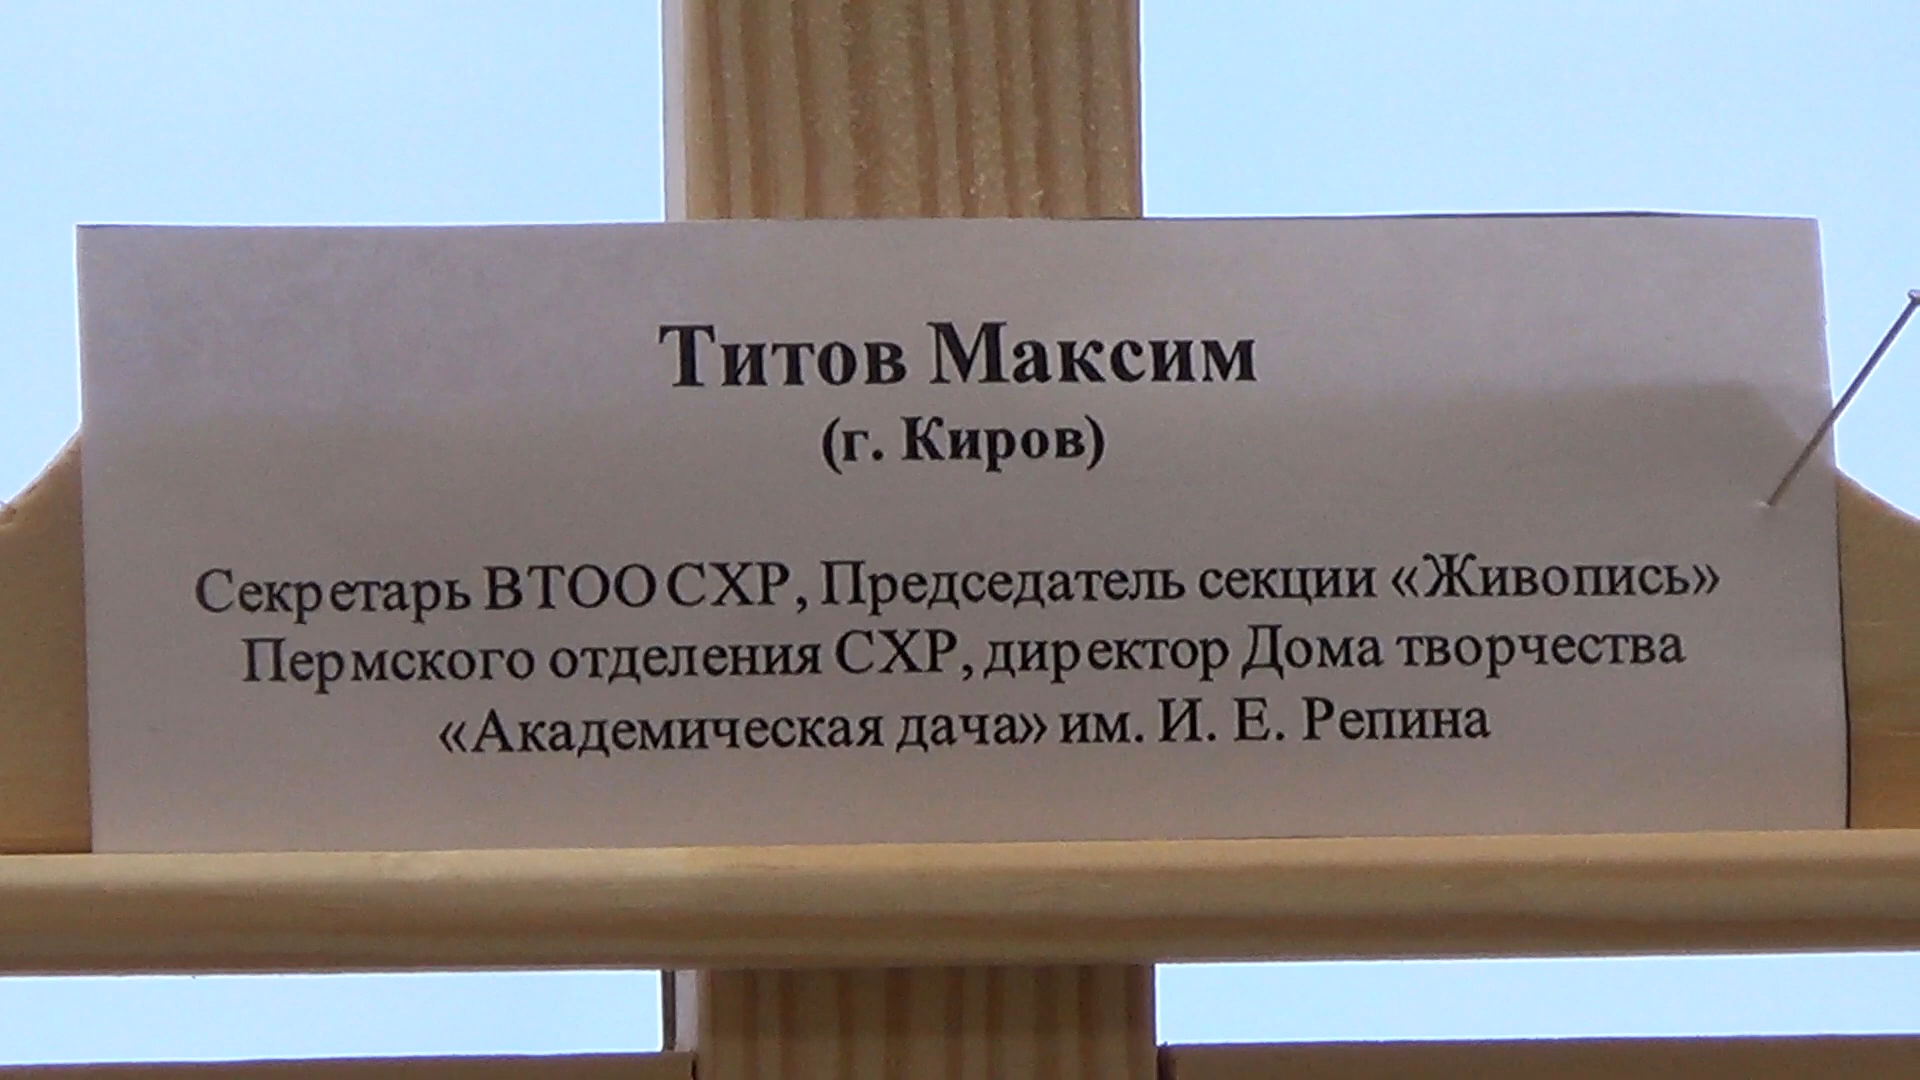 Титов Максим
(г. Киров)
Секретарь ВТОО СХР, Председатель секции «Живопись»
Пермского отделения СХР, директор Дома творчества
«Академическая дача» им. И. Е. Репина